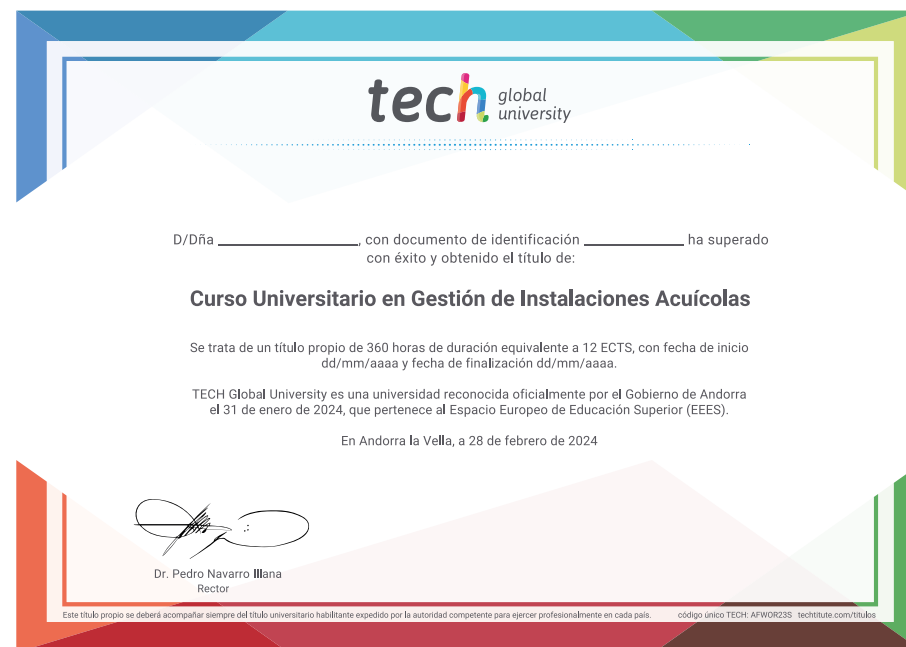 tech global university
D/Dña ____________________, con documento de identificación ______________ ha superado
con éxito y obtenido el título de:
Curso Universitario en Gestión de Instalaciones Acuícolas
Se trata de un título propio de 360 horas de duración equivalente a 12 ECTS, con fecha de inicio
dd/mm/aaaa y fecha de finalización dd/mm/aaaa.
TECH Global University es una universidad reconocida oficialmente por el Gobierno de Andorra
el 31 de enero de 2024, que pertenece al Espacio Europeo de Educación Superior (EEES).
En Andorra la Vella, a 28 de febrero de 2024
Dr. Pedro Navarro Illana
Rector
Este título propio se deberá acompañar siempre del título universitario habilitante expedido por la autoridad competente para ejercer profesionalmente en cada país. código único TECH: AFWOR23S techtitute.com/titulos